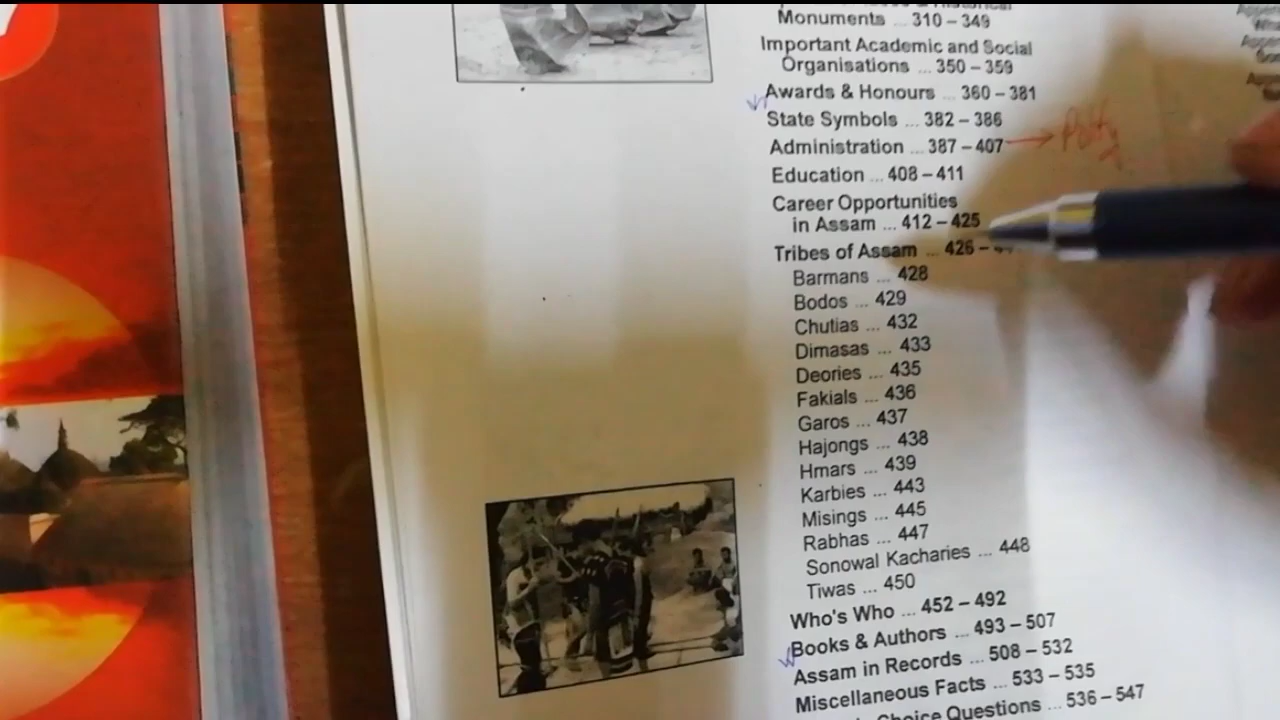 Monuments ... 310 – 349
Important Academic and Social
Organisations ... 350 – 359
Awards & Honours ... 360 – 381
State Symbols ... 382 – 386
Administration ... 387 – 407 → Polity
Education ... 408 – 411
Career Opportunities
in Assam ... 412 – 425
Tribes of Assam ... 426 –
Barmans ... 428
Bodos ... 429
Chutias ... 432
Dimasas ... 433
Deories ... 435
Fakials ... 436
Garos ... 437
Hajongs ... 438
Hmars ... 439
Karbies ... 443
Misings ... 445
Rabhas ... 447
Sonowal Kacharies ... 448
Tiwas ... 450
Who's Who ... 452 – 492
Books & Authors ... 493 – 507
Assam in Records ... 508 – 532
Miscellaneous Facts ... 533 – 535
Choice Questions ... 536 – 547